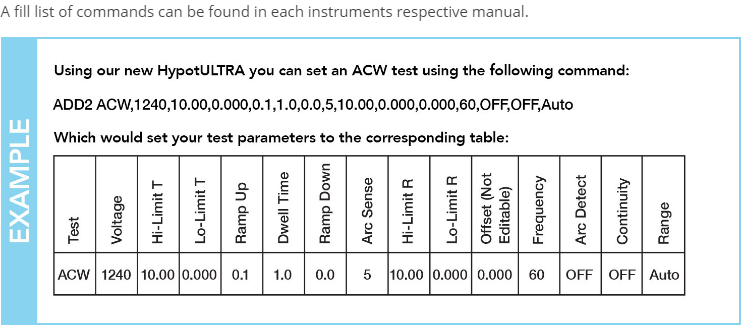 A fill list of commands can be found in each instruments respective manual.
EXAMPLE
Using our new HypotULTRA you can set an ACW test using the following command:
ADD2 ACW,1240,10.00,0.000,0.1,1.0,0.0,5,10.00,0.000,0.000,60,OFF,OFF,Auto
Which would set your test parameters to the corresponding table:
Test Voltage Hi-Limit T Lo-Limit T Ramp Up Dwell Time Ramp Down Arc Sense Hi-Limit R Lo-Limit R Offset (Not Editable) Frequency Arc Detect Continuity Range
ACW 1240 10.00 0.000 0.1 1.0 0.0 5 10.00 0.000 0.000 60 OFF OFF Auto